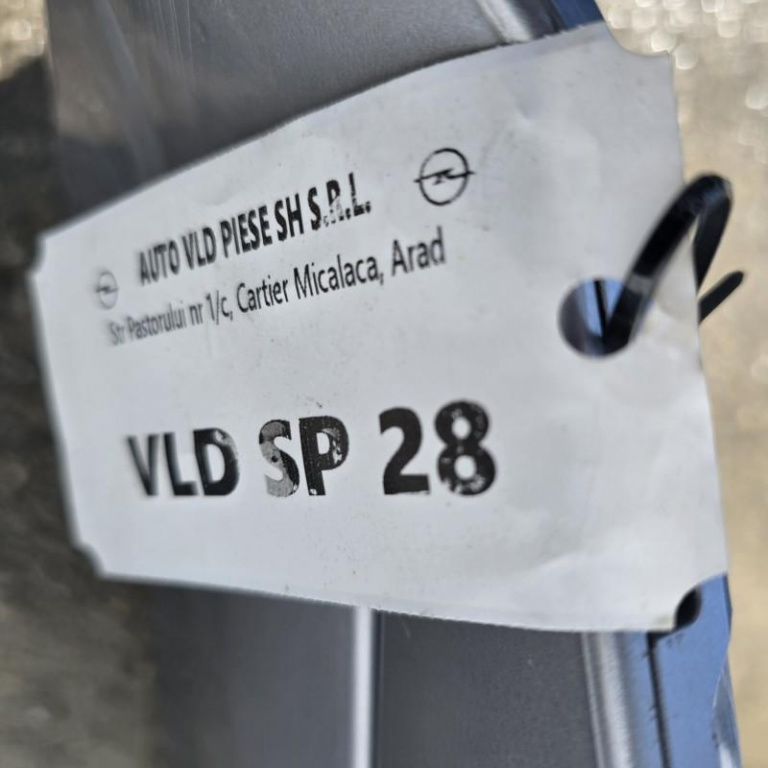 AUTO VLD PIESE SH S.R.L.
Str Pastorului nr 1/c, Cartier Micalaca, Arad
VLD SP 28